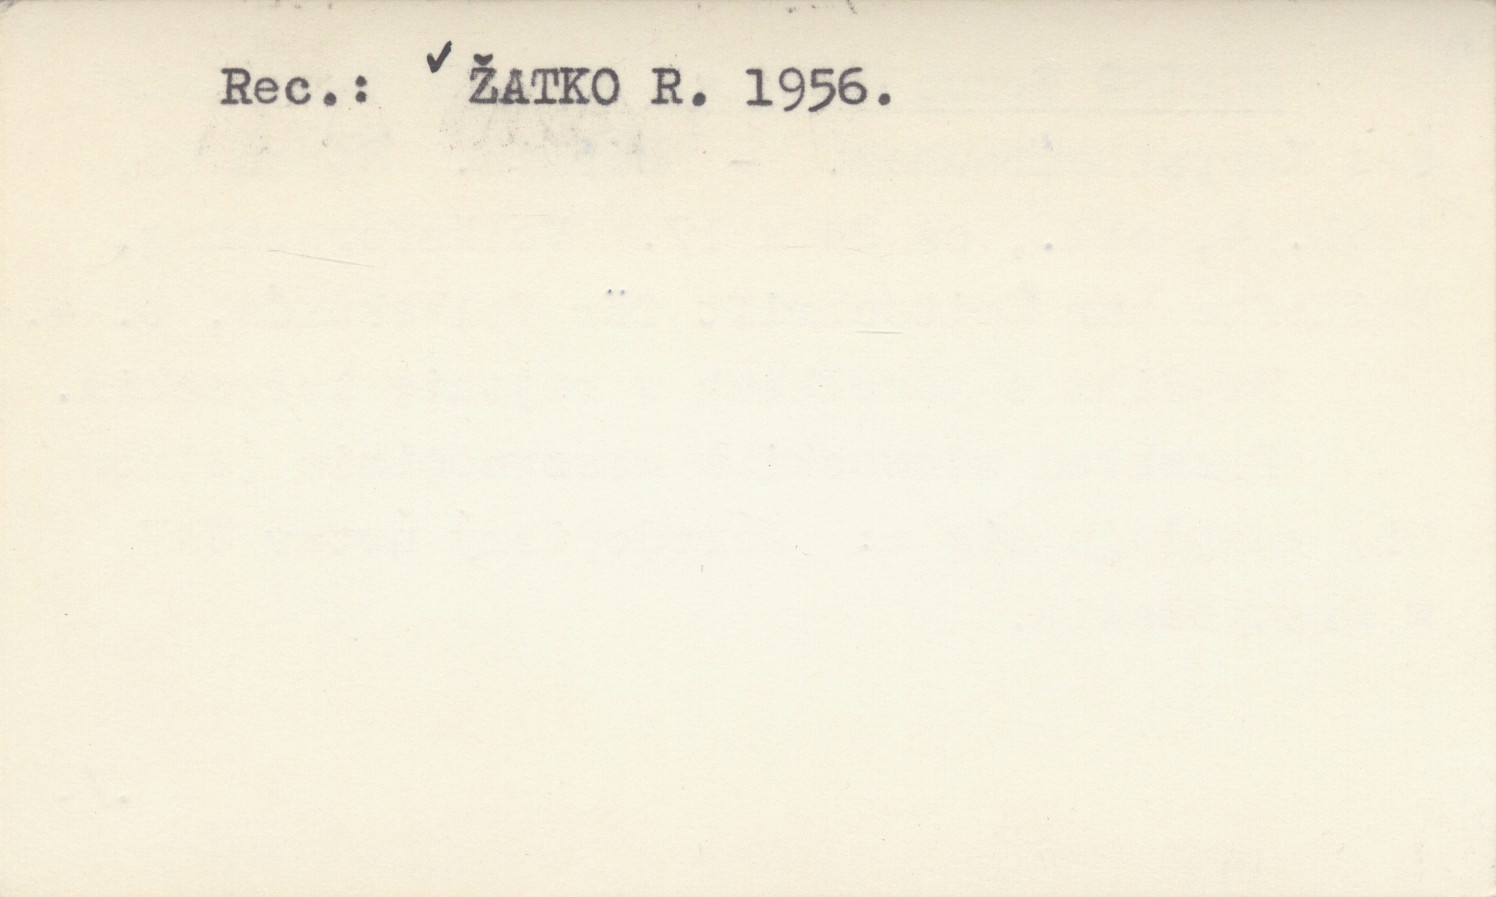 Rec.: ✓ ŽATKO R. 1956.